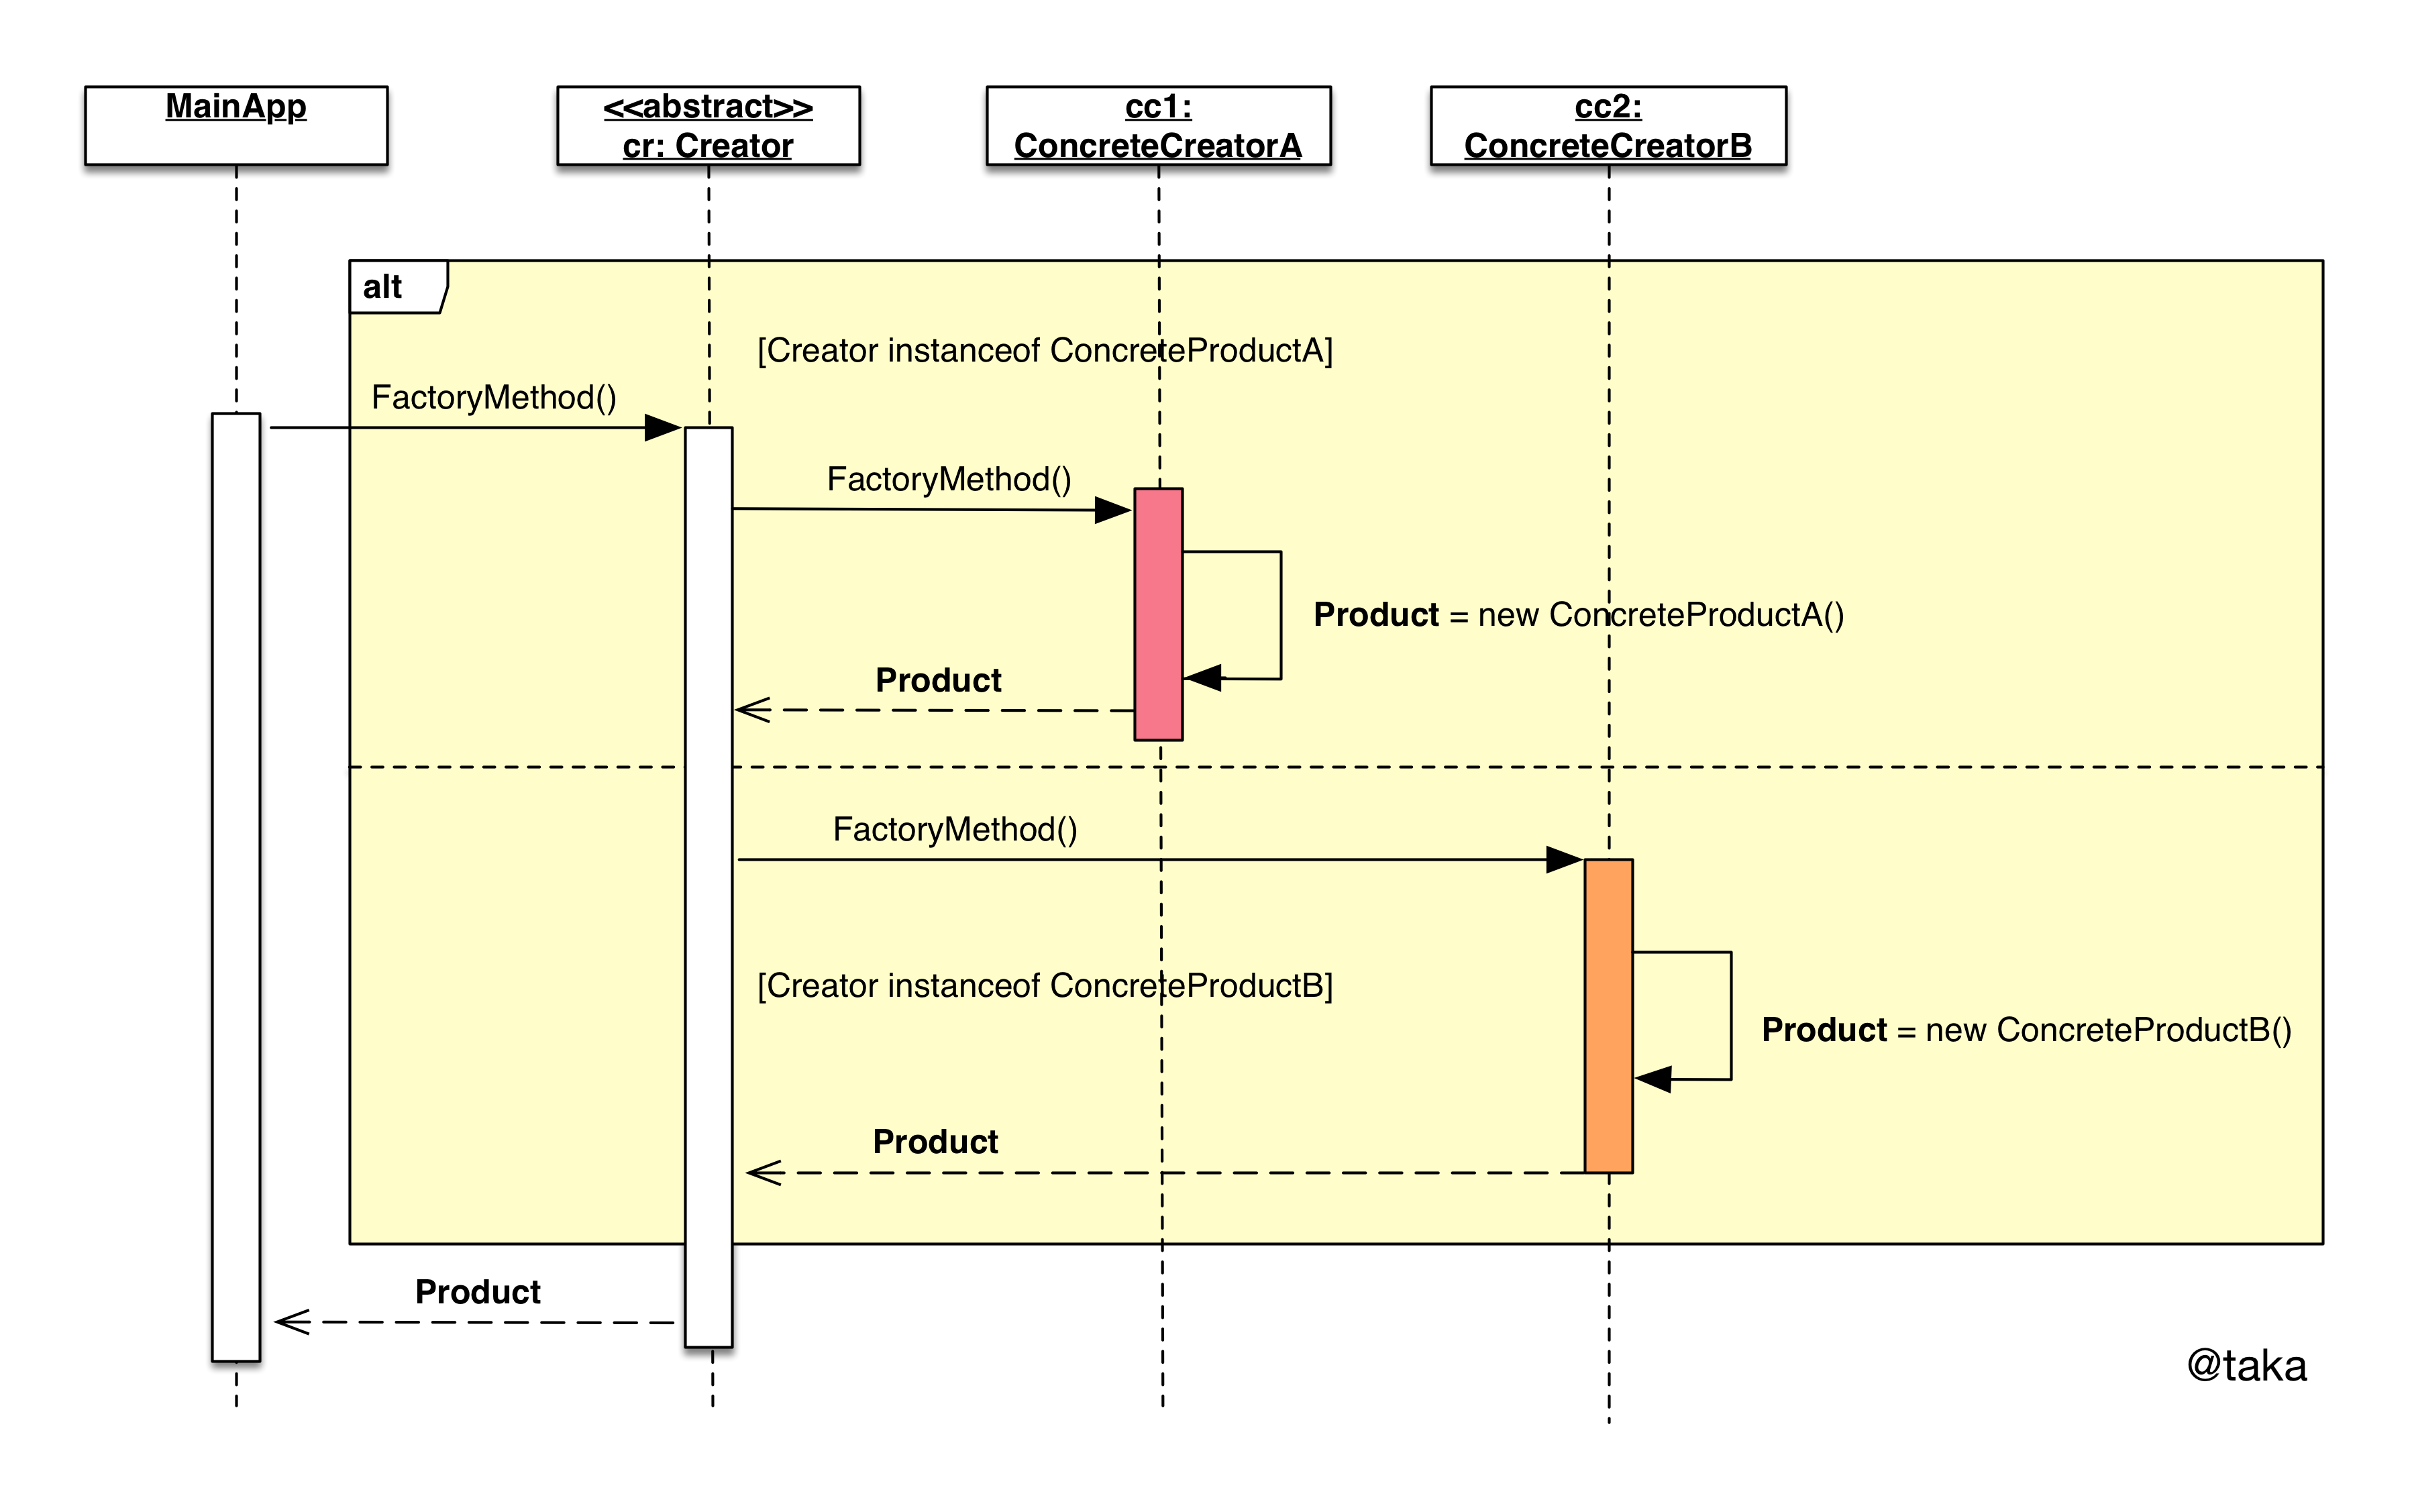 MainApp
<<abstract>>
cr: Creator
cc1:
ConcreteCreatorA
cc2:
ConcreteCreatorB
alt
[Creator instanceof ConcreteProductA]
FactoryMethod()
FactoryMethod()
Product = new ConcreteProductA()
Product
FactoryMethod()
[Creator instanceof ConcreteProductB]
Product = new ConcreteProductB()
Product
Product
@taka